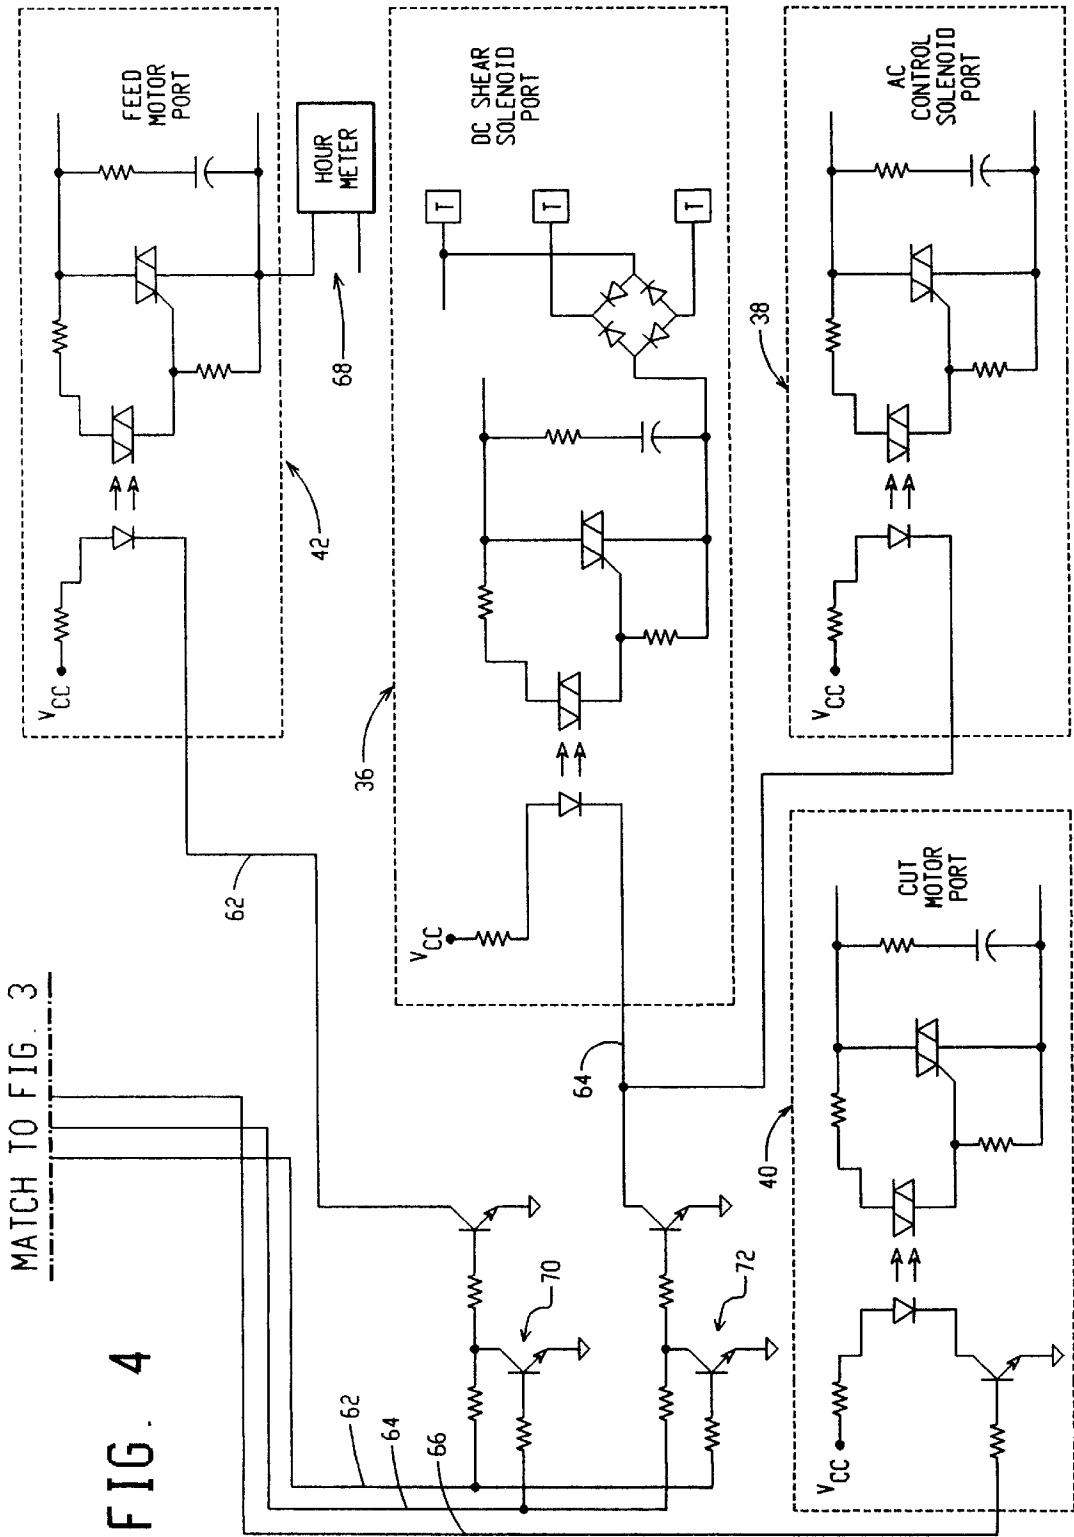 FIG. 4
MATCH TO FIG. 3
62
64
66
70
72
62
64
VCC
FEED
MOTOR
PORT
42
HOUR
METER
68
VCC
36
DC SHEAR
SOLENOID
PORT
T
T
T
VCC
38
AC
CONTROL
SOLENOID
PORT
VCC
40
CUT
MOTOR
PORT